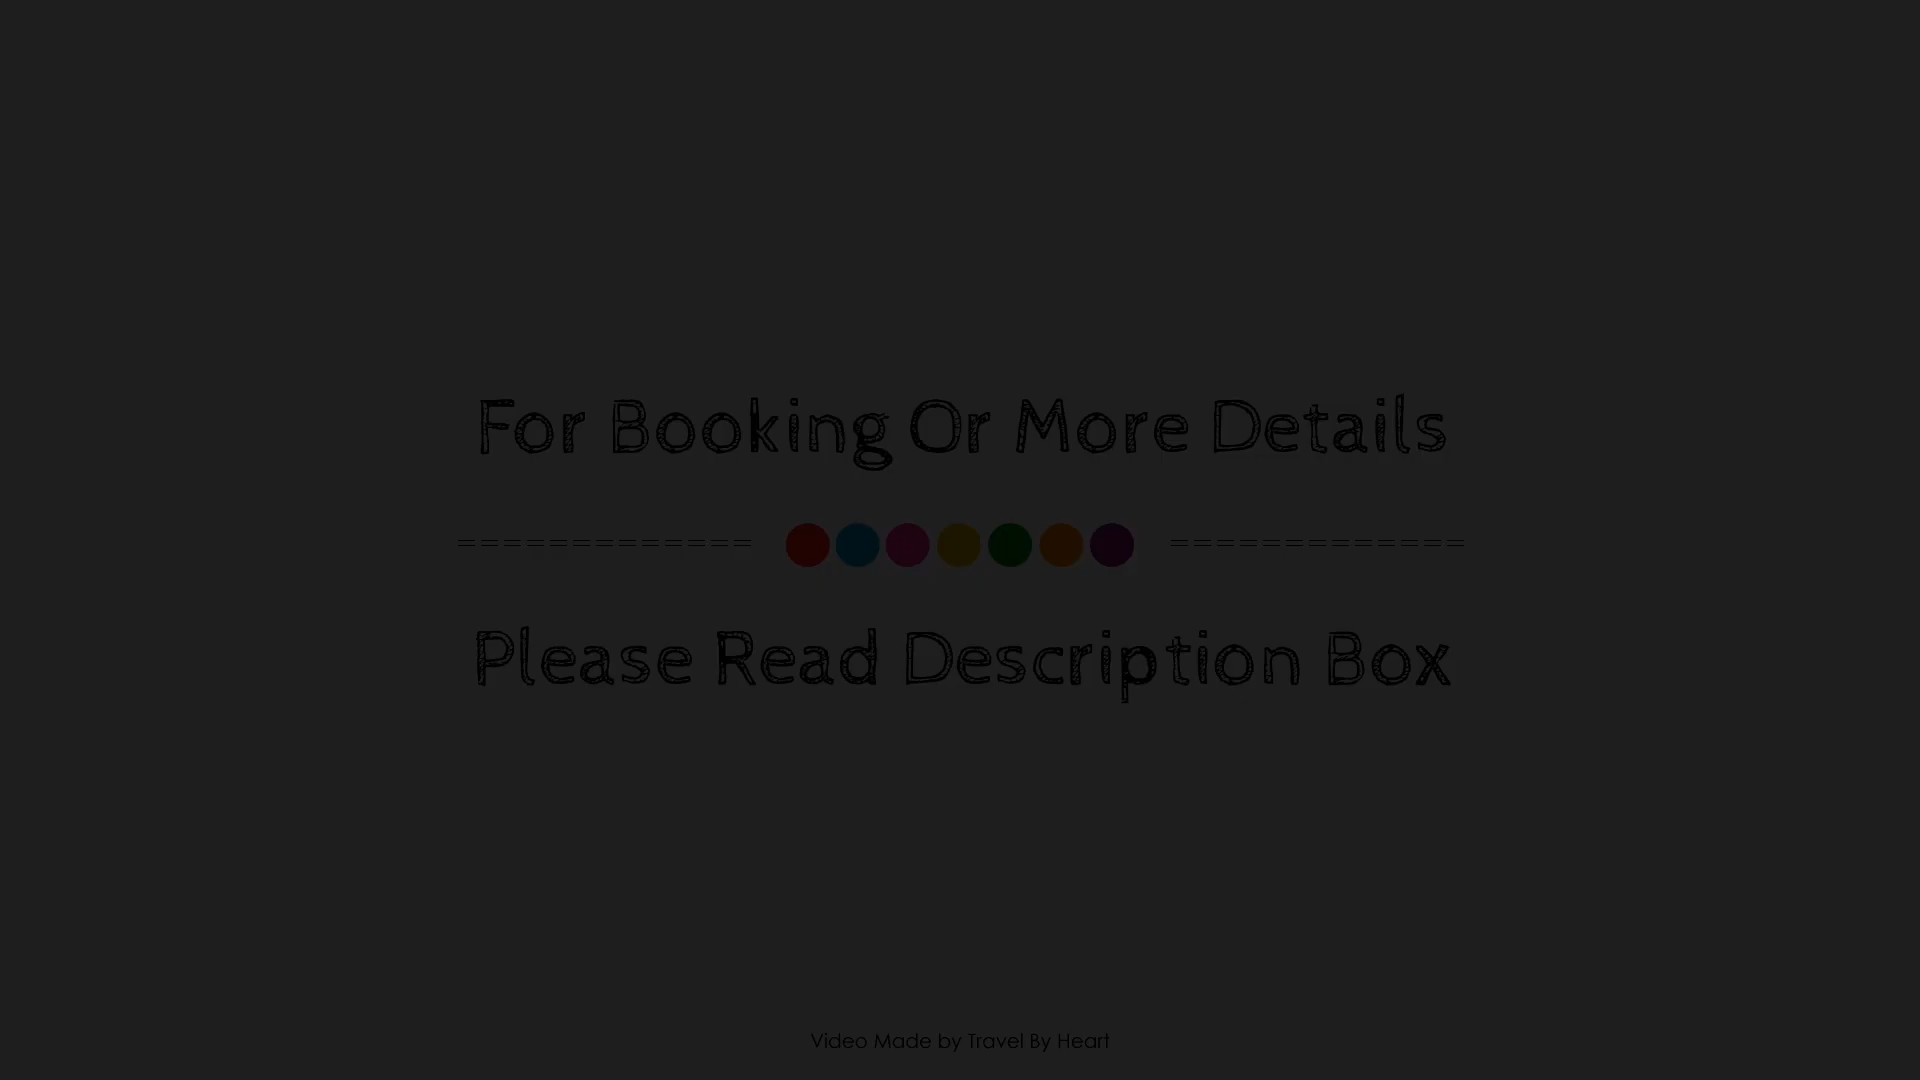 For Booking Or More Details
============= =============
Please Read Description Box
Video Made by Travel By Heart